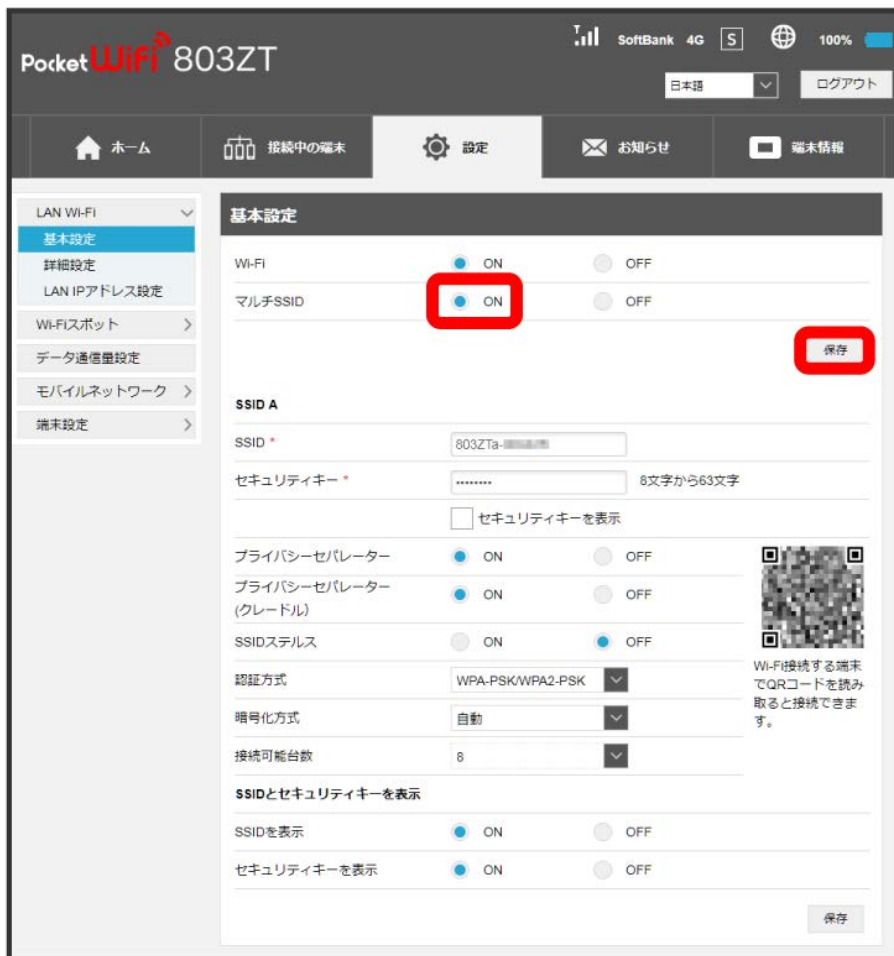 Pocket WiFi 803ZT
SoftBank 4G S 100%
日本語 ログアウト
ホーム 接続中の端末 設定 お知らせ 端末情報
LAN Wi-Fi
基本設定
詳細設定
LAN IPアドレス設定
Wi-Fiスポット
データ通信量設定
モバイルネットワーク
端末設定
基本設定
Wi-Fi ON OFF
マルチSSID ON OFF
保存
SSID A
SSID * 803ZTa-
セキュリティキー * •••••••• 8文字から63文字
セキュリティキーを表示
プライバシーセパレーター ON OFF
プライバシーセパレーター
(クレードル) ON OFF
SSIDステルス ON OFF
認証方式 WPA-PSK/WPA2-PSK
暗号化方式 自動
接続可能台数 8
Wi-Fi接続する端末
でQRコードを読み
取ると接続できま
す。
SSIDとセキュリティキーを表示
SSIDを表示 ON OFF
セキュリティキーを表示 ON OFF
保存